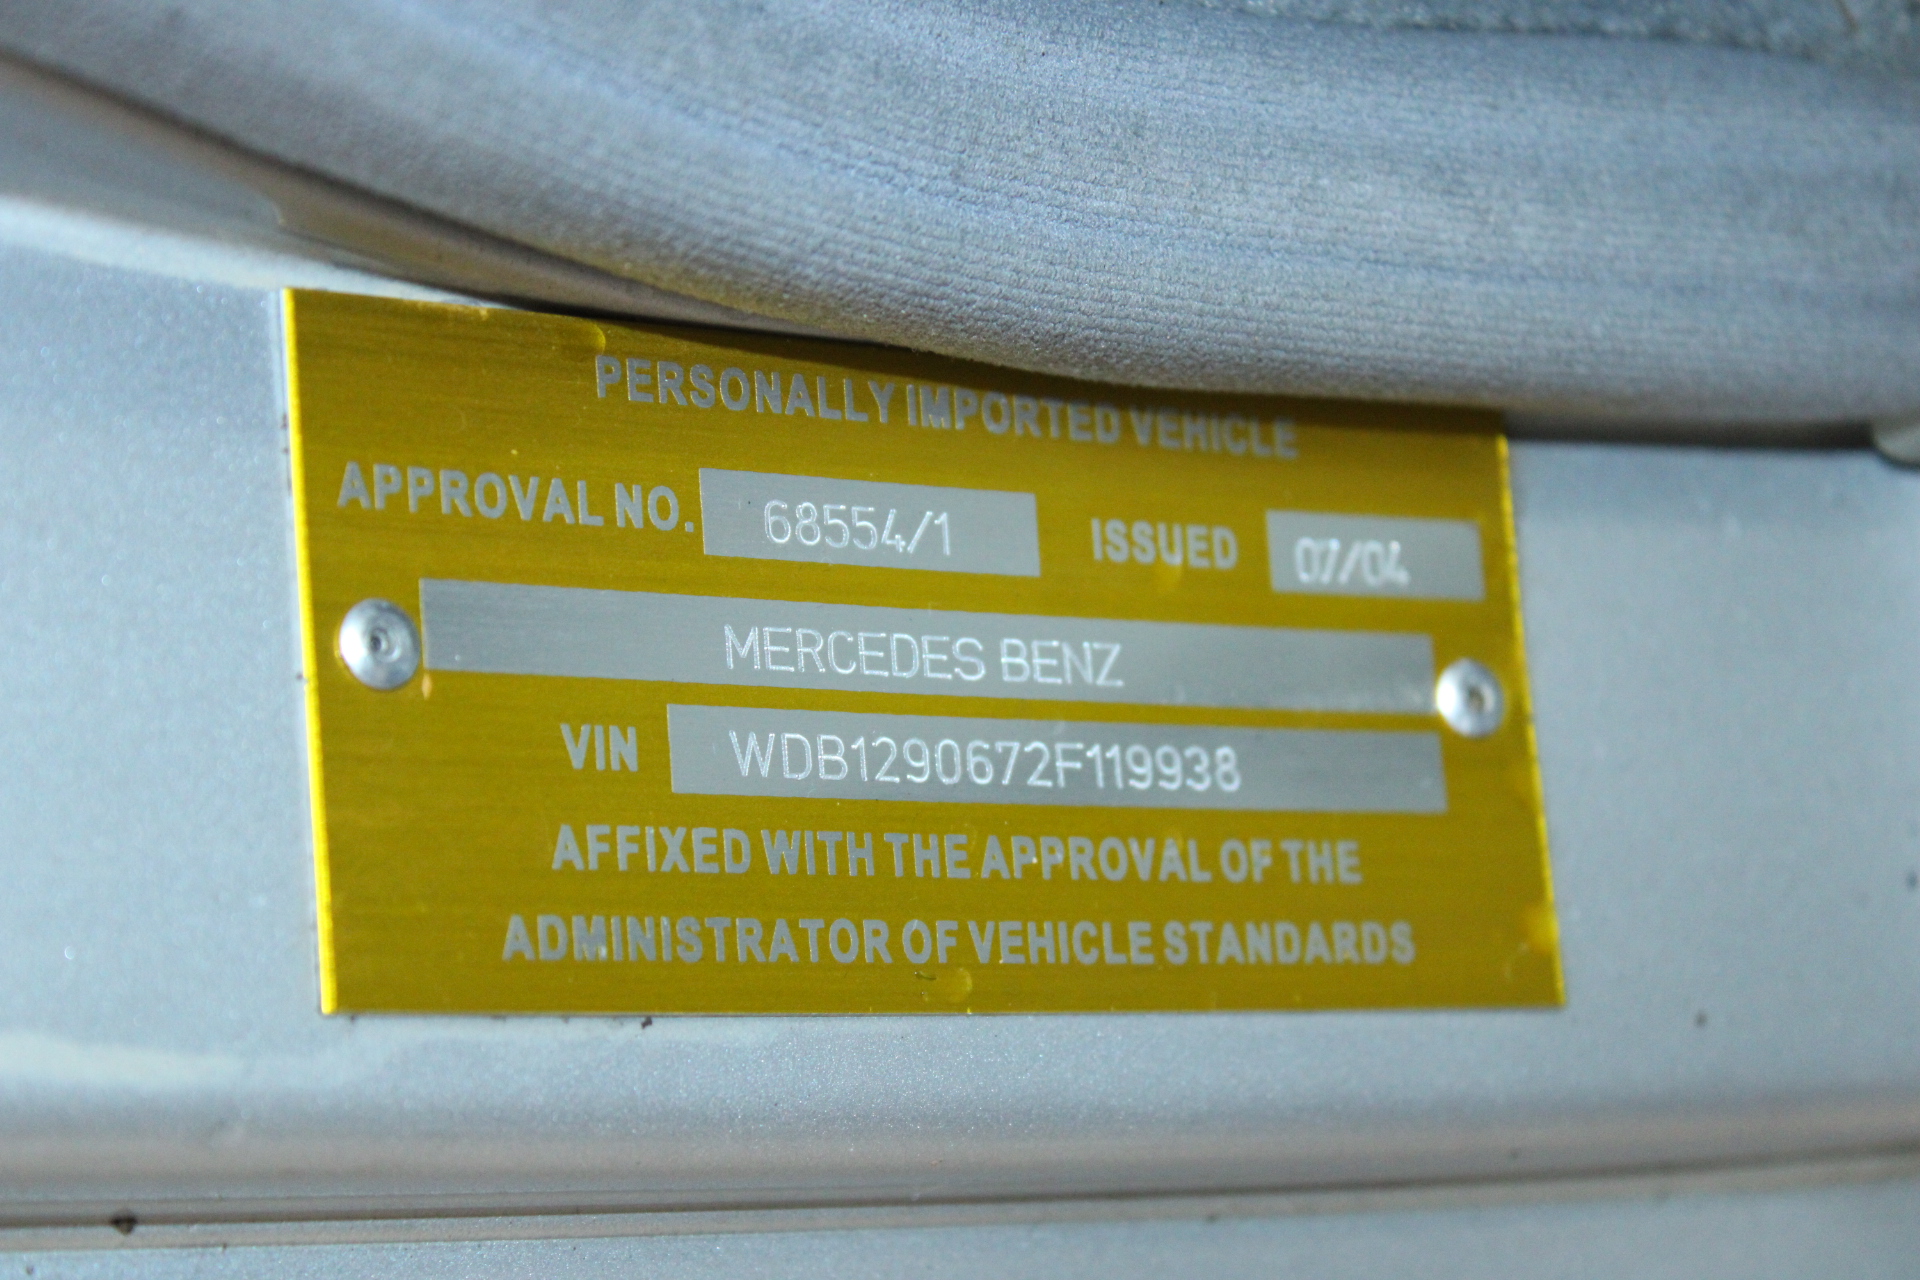 PERSONALLY IMPORTED VEHICLE
APPROVAL NO. 68554/1 ISSUED 07/04
MERCEDES BENZ
VIN WDB1290672F119938
AFFIXED WITH THE APPROVAL OF THE
ADMINISTRATOR OF VEHICLE STANDARDS